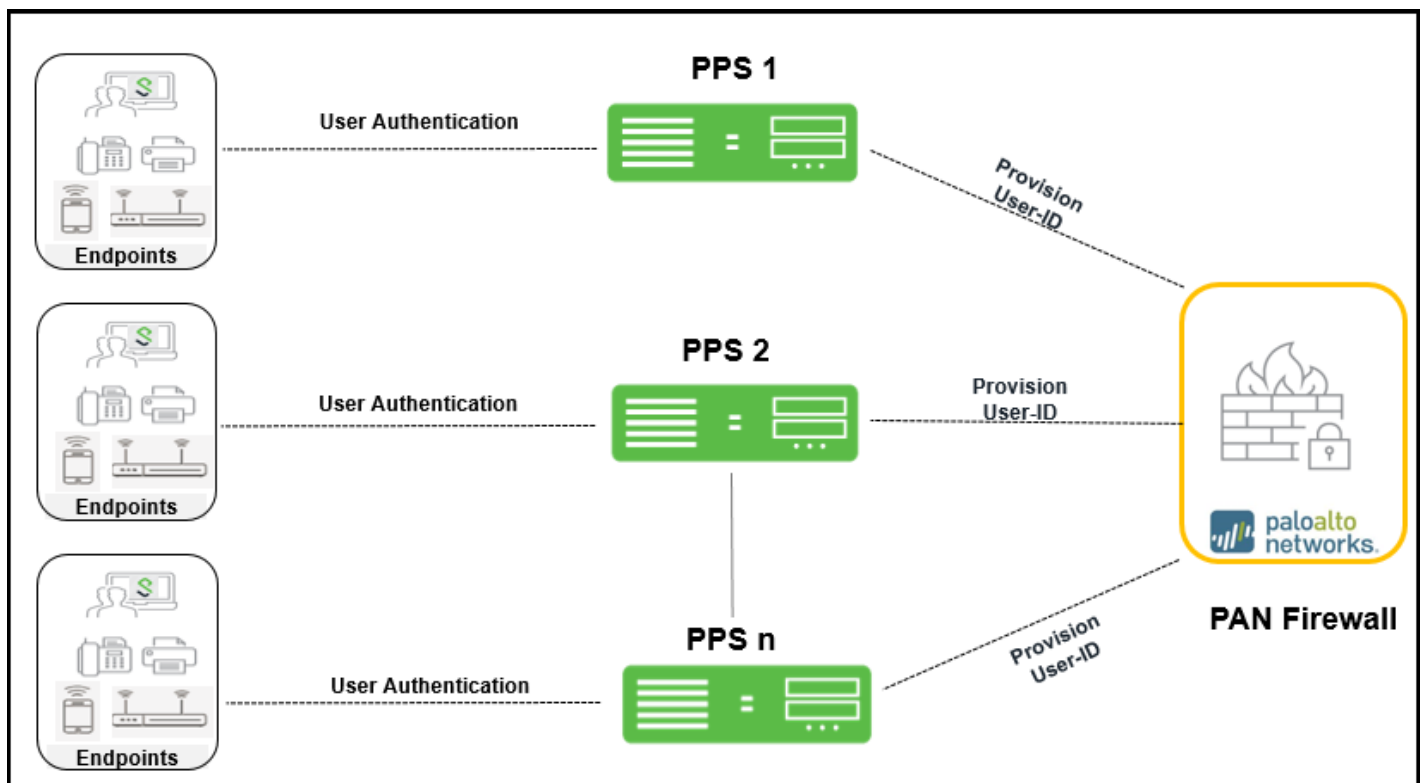 PPS 1
User Authentication
Provision
User-ID
Endpoints
PPS 2
User Authentication
Provision
User-ID
Endpoints
paloalto
networks.
PAN Firewall
PPS n
User Authentication
Provision
User-ID
Endpoints